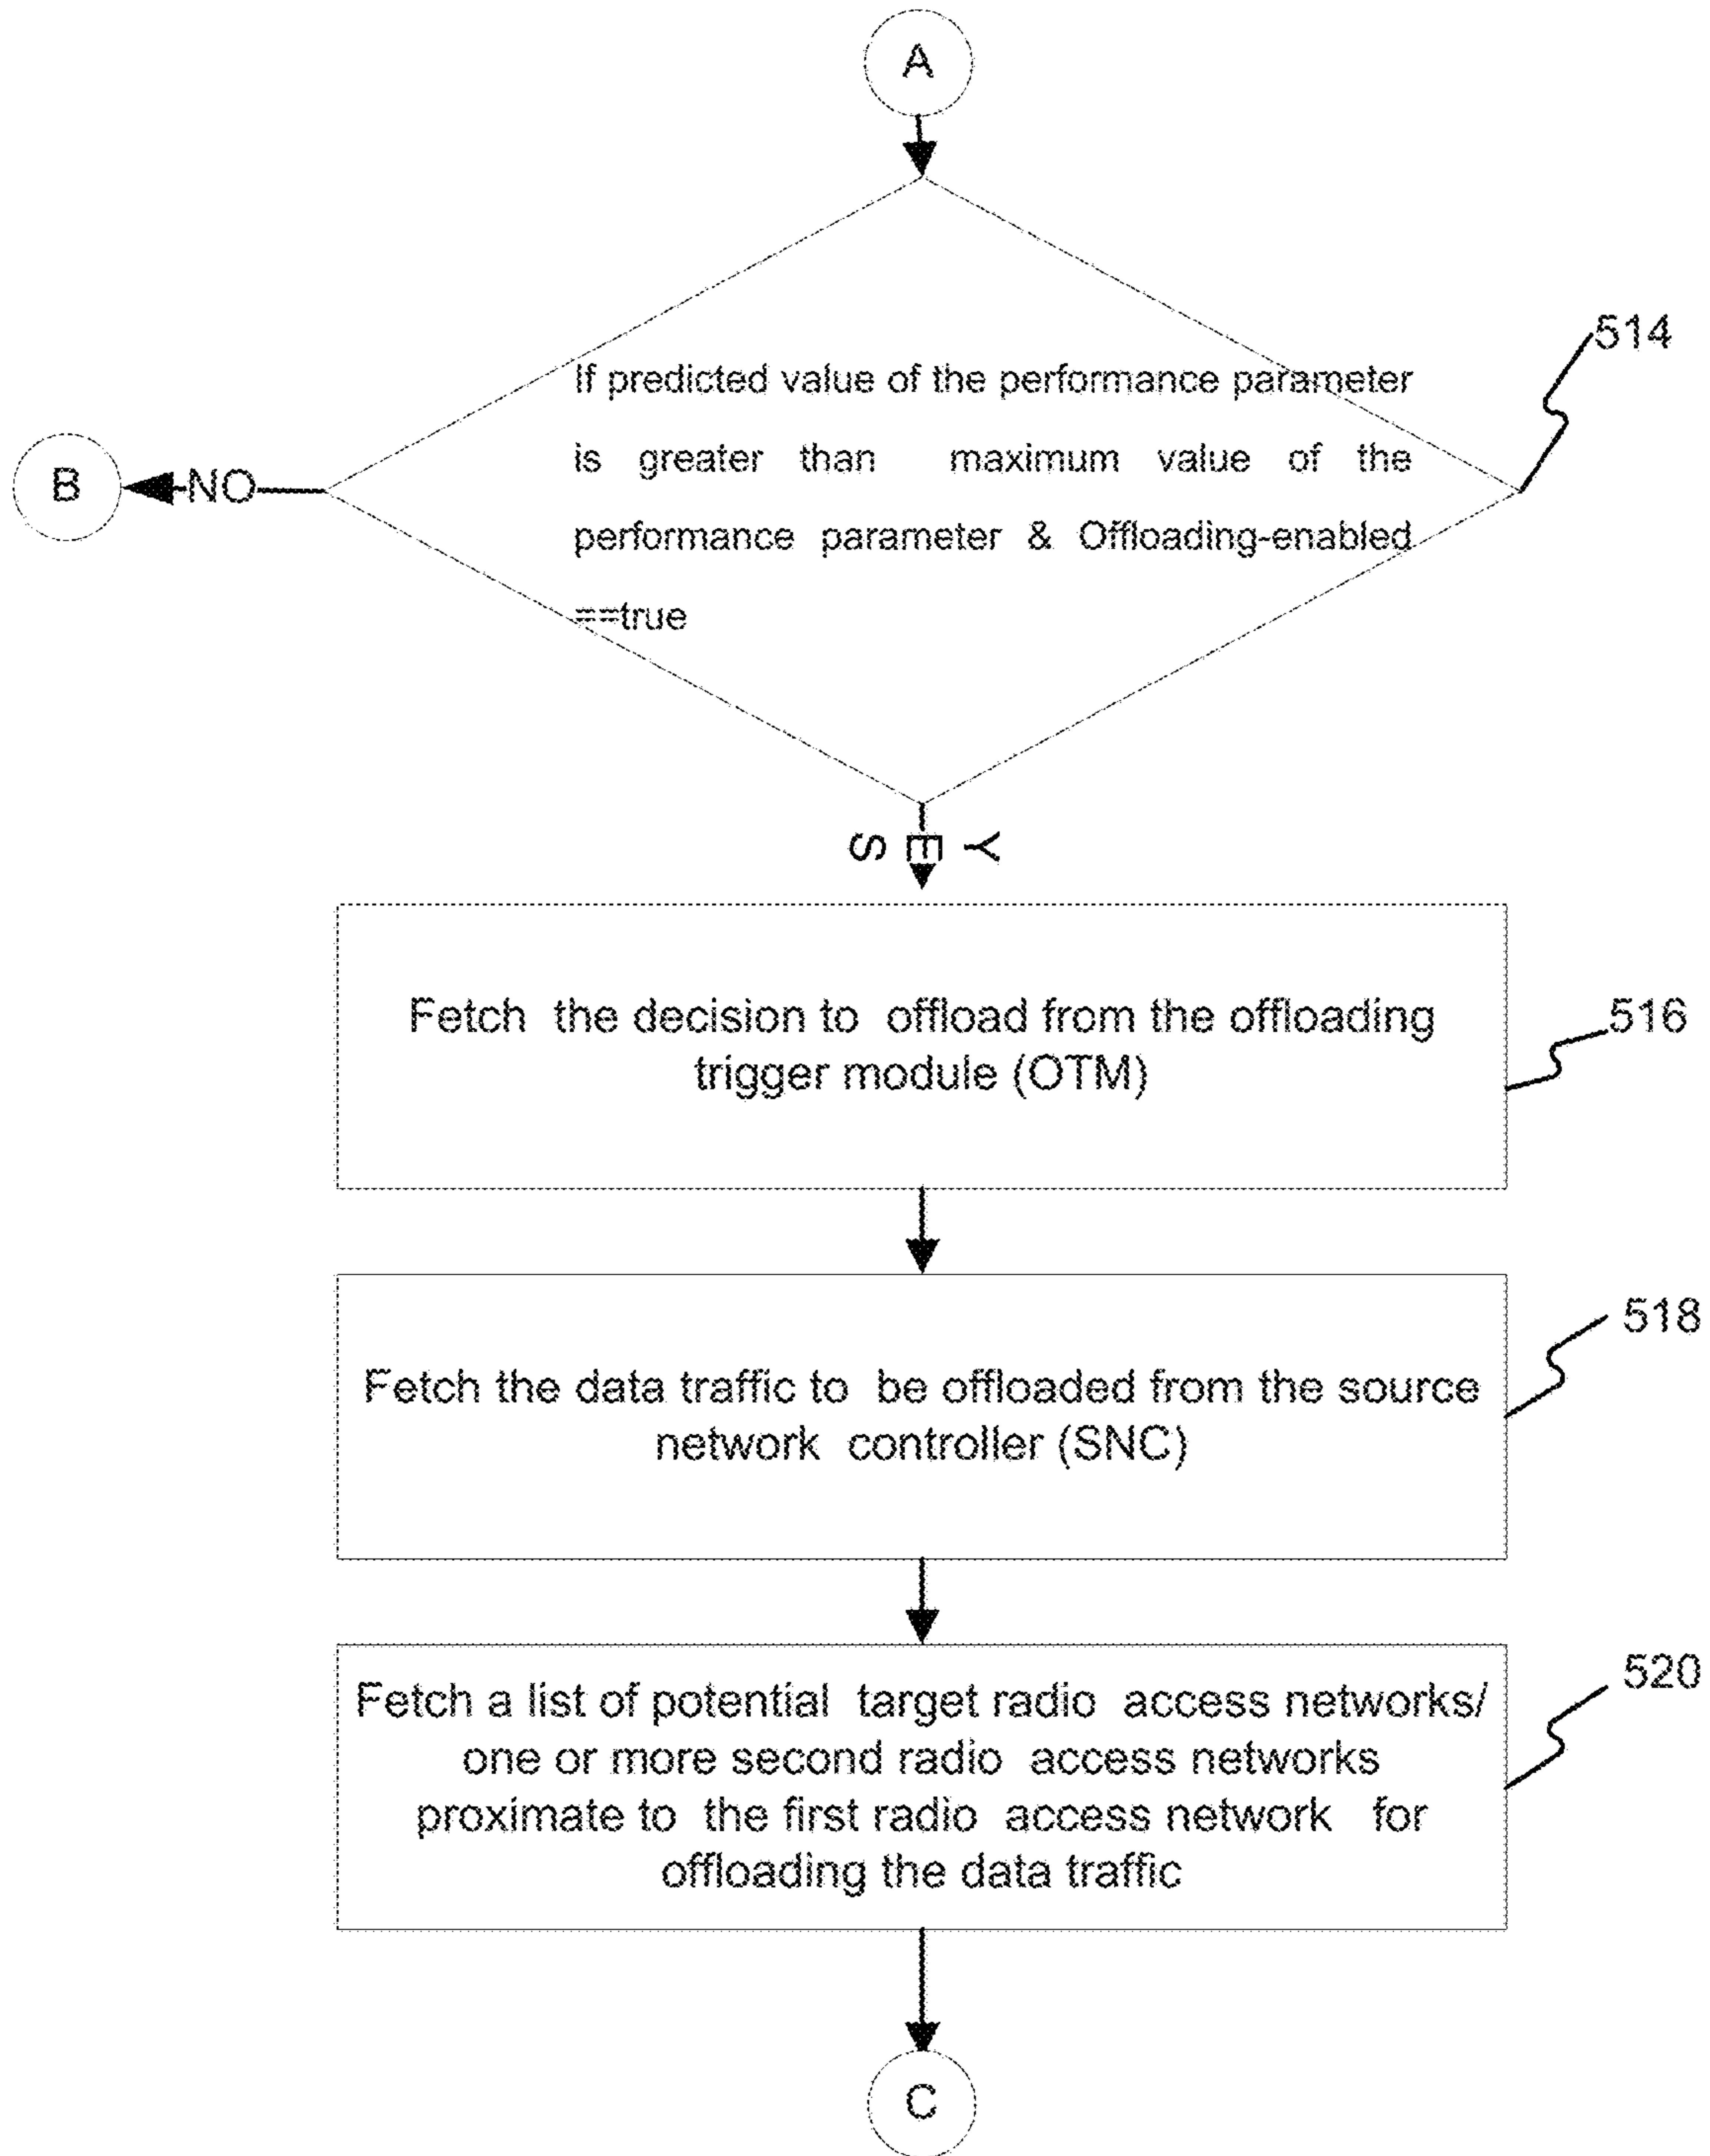 A
If predicted value of the performance parameter
is greater than maximum value of the
performance parameter & Offloading-enabled
==true
514
B
NO
YES
Fetch the decision to offload from the offloading
trigger module (OTM)
516
Fetch the data traffic to be offloaded from the source
network controller (SNC)
518
Fetch a list of potential target radio access networks/
one or more second radio access networks
proximate to the first radio access network for
offloading the data traffic
520
C